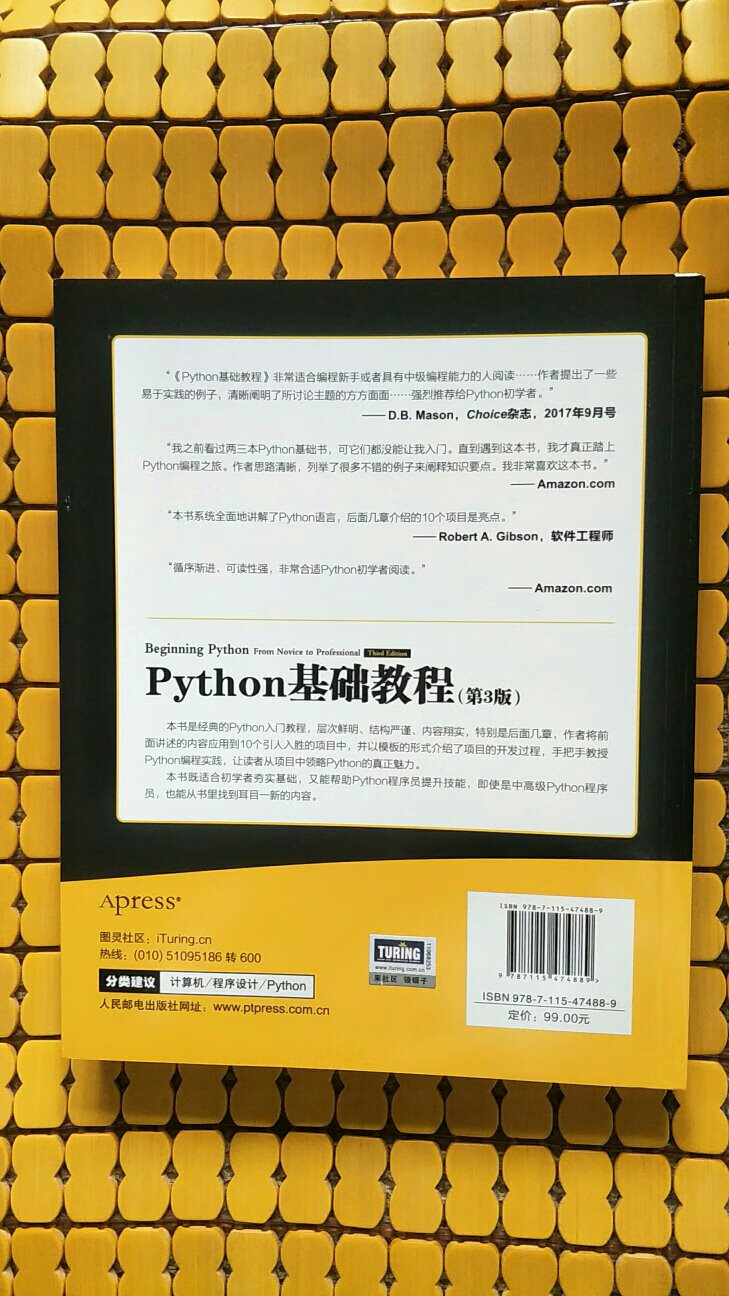 “《Python基础教程》非常适合编程新手或者具有中级编程能力的人阅读……作者提出了一些
易于实践的例子，清晰阐明了所讨论主题的方方面面……强烈推荐给Python初学者。”
——D.B. Mason，Choice杂志，2017年9月号
“我之前看过两三本Python基础书，可它们都没能让我入门。直到遇到这本书，我才真正踏上
Python编程之旅。作者思路清晰，列举了很多不错的例子来阐释知识要点。我非常喜欢这本书。”
——Amazon.com
“本书系统全面地讲解了Python语言，后面几章介绍的10个项目是亮点。”
——Robert A. Gibson，软件工程师
“循序渐进、可读性强，非常合适Python初学者阅读。”
——Amazon.com
Beginning Python From Novice to Professional Third Edition
Python基础教程（第3版）
本书是经典的Python入门教程，层次鲜明、结构严谨、内容翔实，特别是后面几章，作者将前
面讲述的内容应用到10个引人入胜的项目中，并以模板的形式介绍了项目的开发过程，手把手教授
Python编程实践，让读者从项目中领略Python的真正魅力。
本书既适合初学者夯实基础，又能帮助Python程序员提升技能，即使是中高级Python程序
员，也能从书里找到耳目一新的内容。
Apress®
图灵社区：iTuring.cn
热线：(010) 51095186 转 600
分类建议 计算机/程序设计/Python
人民邮电出版社网址：www.ptpress.com.cn
TURING
www.ituring.com.cn
来社区 领银子
11068253
ISBN 978-7-115-47488-9
9 787115 474889 >
ISBN 978-7-115-47488-9
定价：99.00元